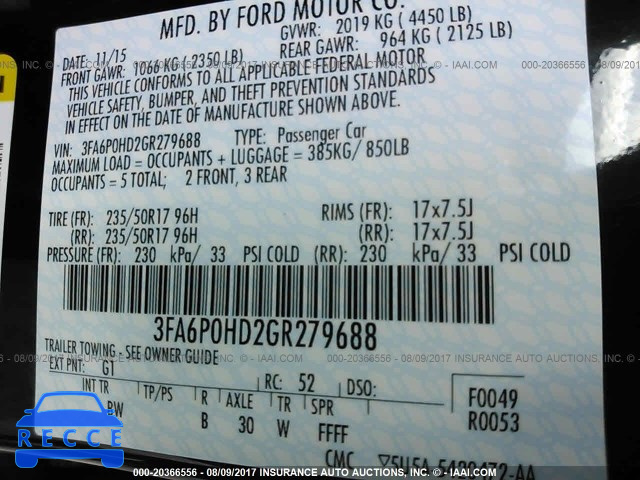 MFD. BY FORD MOTOR CO.
DATE: 11/15 GVWR: 2019 KG ( 4450 LB)
FRONT GAWR: 1066 KG ( 2350 LB) REAR GAWR: 964 KG ( 2125 LB)
THIS VEHICLE CONFORMS TO ALL APPLICABLE FEDERAL MOTOR
VEHICLE SAFETY, BUMPER, AND THEFT PREVENTION STANDARDS
IN EFFECT ON THE DATE OF MANUFACTURE SHOWN ABOVE.
VIN: 3FA6P0HD2GR279688 TYPE: Passenger Car
MAXIMUM LOAD = OCCUPANTS + LUGGAGE = 385KG/ 850LB
OCCUPANTS = 5 TOTAL; 2 FRONT, 3 REAR
TIRE (FR): 235/50R17 96H RIMS (FR): 17x7.5J
(RR): 235/50R17 96H (RR): 17x7.5J
PRESSURE (FR): 230 kPa/ 33 PSI COLD (RR): 230 kPa/ 33 PSI COLD
3FA6P0HD2GR279688
TRAILER TOWING - SEE OWNER GUIDE
EXT PNT: G1 RC: 52 DSO: F0049
INT TR TP/PS R AXLE TR SPR R0053
BW B 30 W FFFF
CMC
000-20366556 - 08/09/2017 - INSURANCE AUTO AUCTIONS, INC. - ©IAAI.COM
RECCE